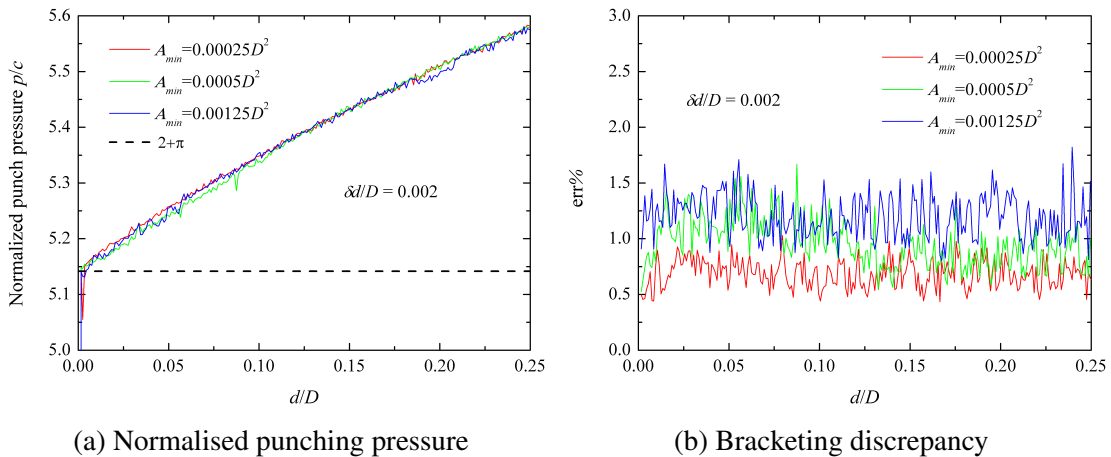 Normalized punch pressure p/c
5.6
5.5
5.4
5.3
5.2
5.1
5.0
A_min=0.00025D^2
A_min=0.0005D^2
A_min=0.00125D^2
2+π
δd/D = 0.002
0.00 0.05 0.10 0.15 0.20 0.25
d/D
(a) Normalised punching pressure
err%
3.0
2.5
2.0
1.5
1.0
0.5
0.0
A_min=0.00025D^2
A_min=0.0005D^2
A_min=0.00125D^2
δd/D = 0.002
0.00 0.05 0.10 0.15 0.20 0.25
d/D
(b) Bracketing discrepancy